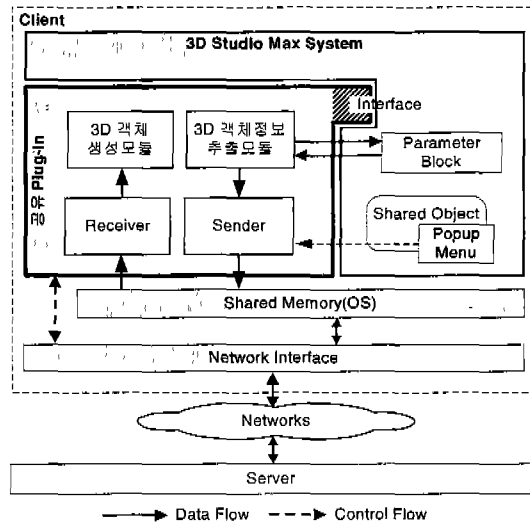 Client
3D Studio Max System
Interface
3D 객체
생성모듈
3D 객체정보
추출모듈
Parameter
Block
공유 Plug-In
Receiver
Sender
Shared Object
Popup
Menu
Shared Memory(OS)
Network Interface
Networks
Server
Data Flow
Control Flow